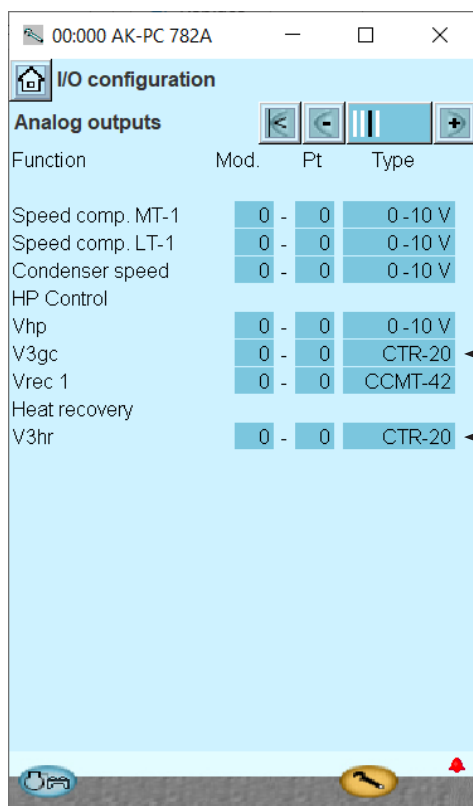 00:000 AK-PC 782A
I/O configuration
Analog outputs
Function Mod. Pt Type
Speed comp. MT-1 0 - 0 0 -10 V
Speed comp. LT-1 0 - 0 0 -10 V
Condenser speed 0 - 0 0 -10 V
HP Control
Vhp 0 - 0 0 -10 V
V3gc 0 - 0 CTR-20
Vrec 1 0 - 0 CCMT-42
Heat recovery
V3hr 0 - 0 CTR-20